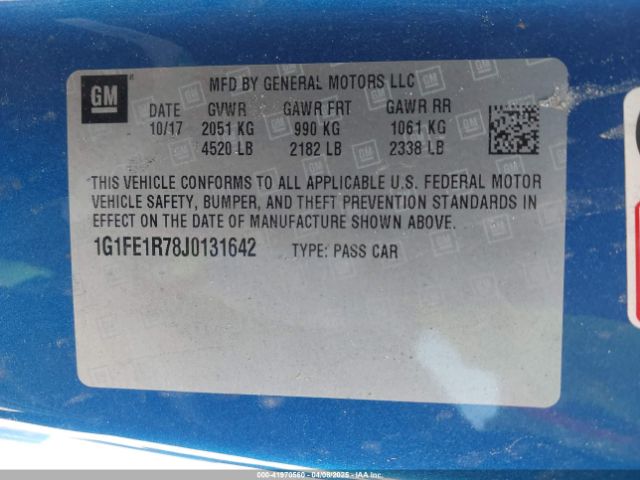 GM
MFD BY GENERAL MOTORS LLC
DATE GVWR GAWR FRT GAWR RR
10/17 2051 KG 990 KG 1061 KG
4520 LB 2182 LB 2338 LB
THIS VEHICLE CONFORMS TO ALL APPLICABLE U.S. FEDERAL MOTOR
VEHICLE SAFETY, BUMPER, AND THEFT PREVENTION STANDARDS IN
EFFECT ON THE DATE OF MANUFACTURE SHOWN ABOVE.
1G1FE1R78J0131642 TYPE: PASS CAR
000-41970560 - 04/08/2025 - IAAI.COM